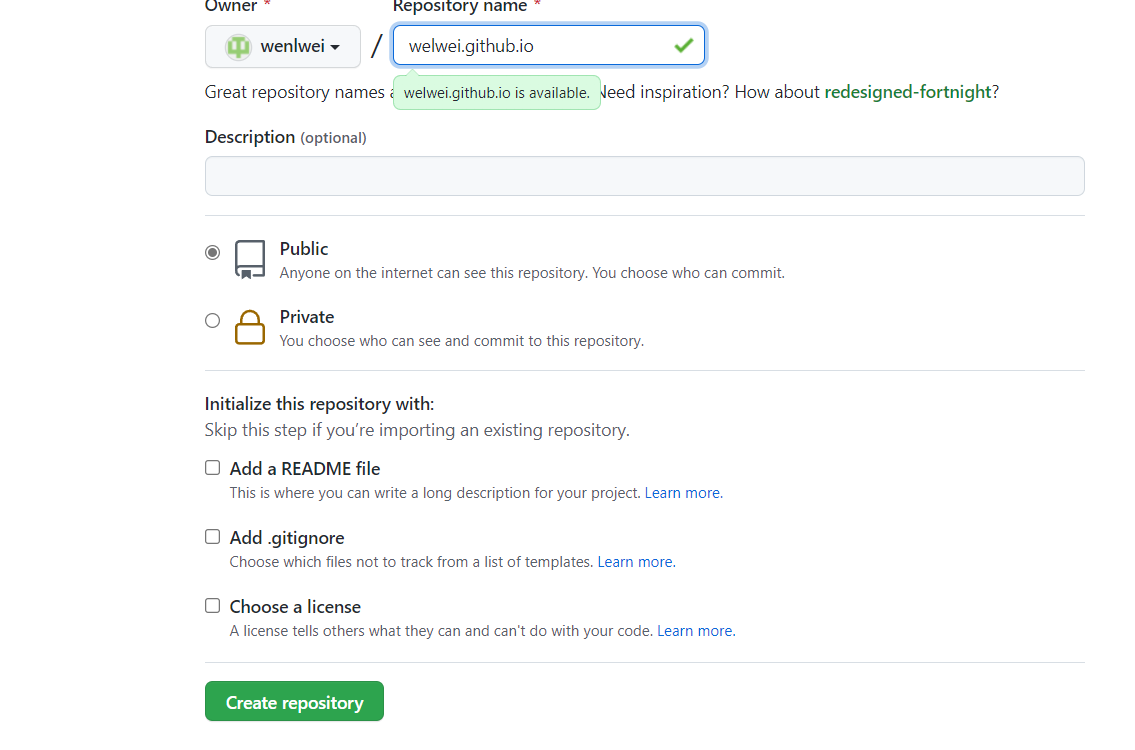 Owner * Repository name *
wenlwei / welwei.github.io
Great repository names welwei.github.io is available. Need inspiration? How about redesigned-fortnight?
Description (optional)
Public
Anyone on the internet can see this repository. You choose who can commit.
Private
You choose who can see and commit to this repository.
Initialize this repository with:
Skip this step if you’re importing an existing repository.
Add a README file
This is where you can write a long description for your project. Learn more.
Add .gitignore
Choose which files not to track from a list of templates. Learn more.
Choose a license
A license tells others what they can and can't do with your code. Learn more.
Create repository